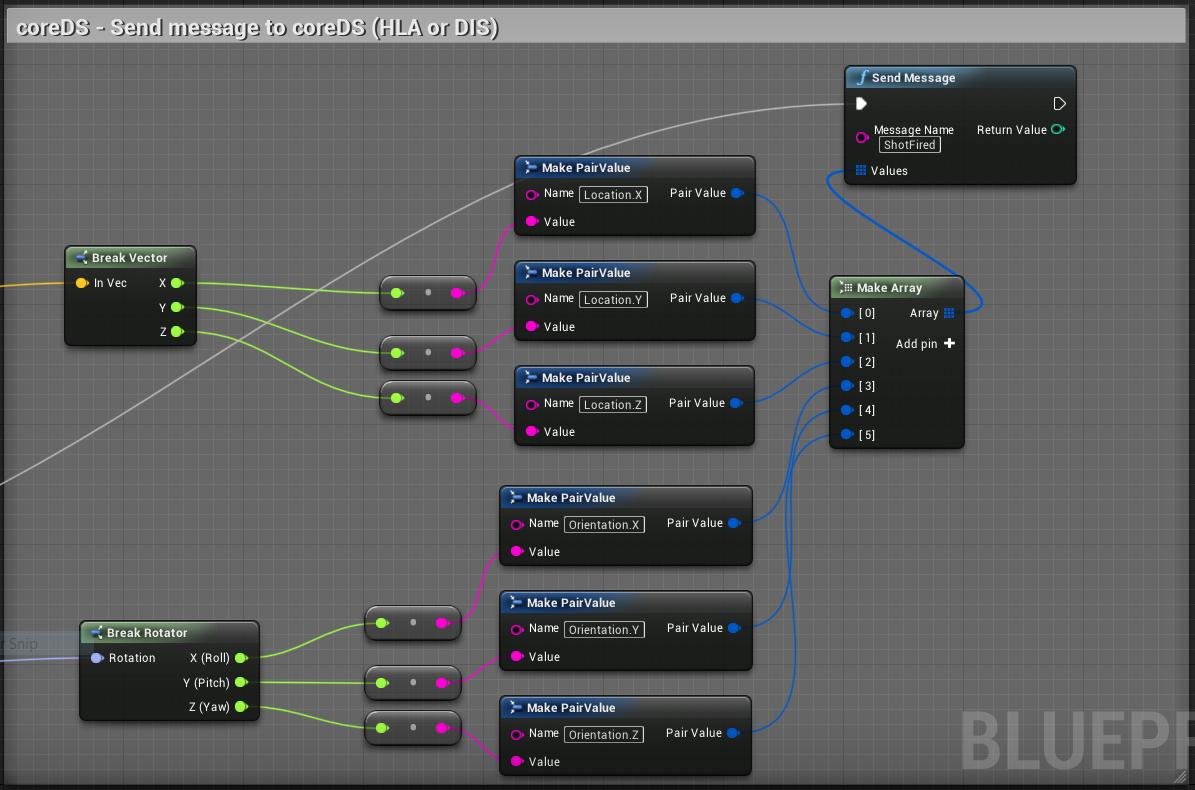 coreDS - Send message to coreDS (HLA or DIS)
f Send Message
Message Name
ShotFired
Return Value
Values
Make PairValue
Name Location.X Pair Value
Value
Break Vector
In Vec X
Y
Z
Make PairValue
Name Location.Y Pair Value
Value
Make Array
[0] Array
[1] Add pin
[2]
[3]
[4]
[5]
Make PairValue
Name Location.Z Pair Value
Value
Make PairValue
Name Orientation.X Pair Value
Value
Make PairValue
Name Orientation.Y Pair Value
Value
r Snip
Break Rotator
Rotation X (Roll)
Y (Pitch)
Z (Yaw)
Make PairValue
Name Orientation.Z Pair Value
Value